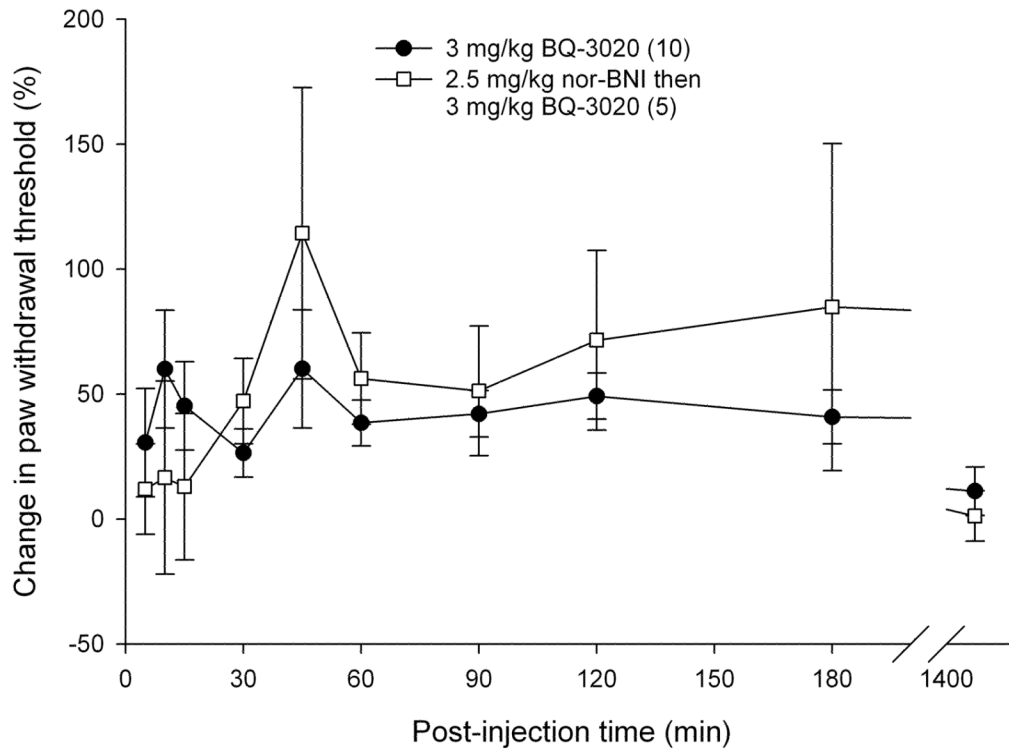 200
150
100
50
0
-50
Change in paw withdrawal threshold (%)
3 mg/kg BQ-3020 (10)
2.5 mg/kg nor-BNI then
3 mg/kg BQ-3020 (5)
0 30 60 90 120 150 180 1400
Post-injection time (min)